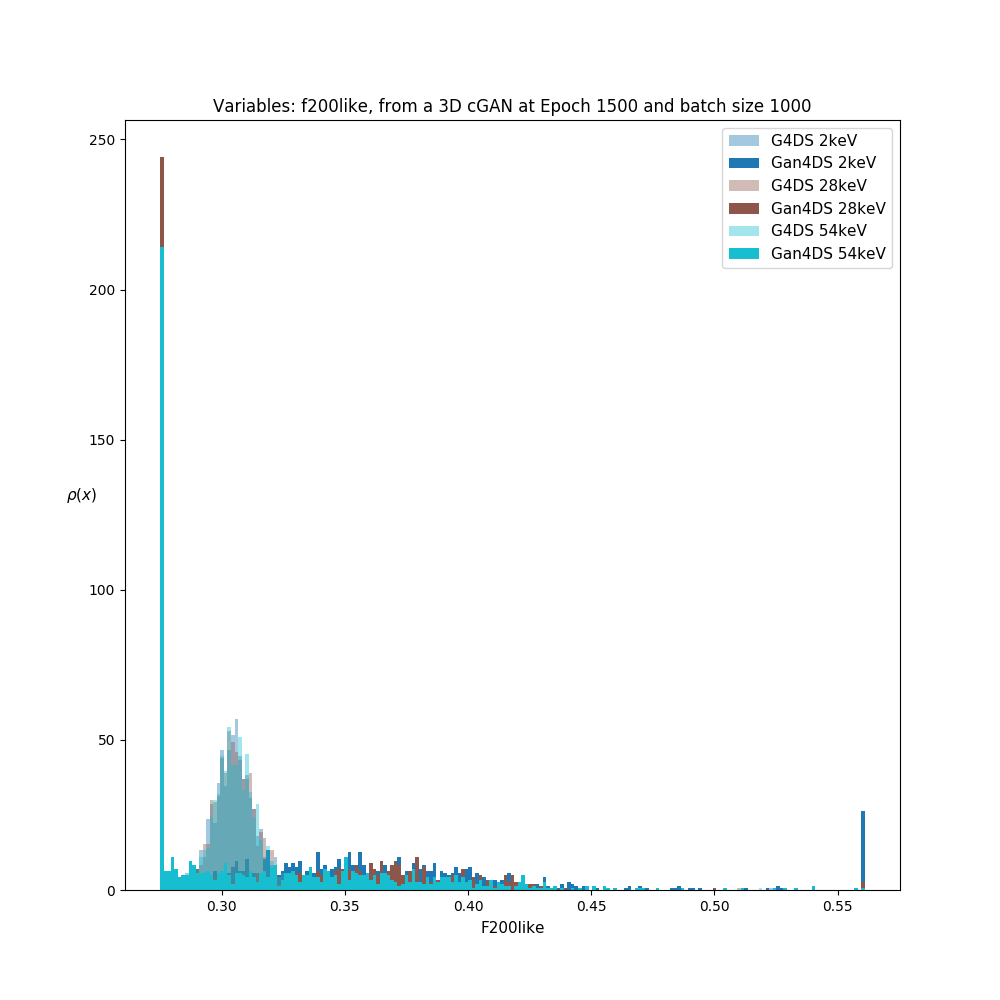 Variables: f200like, from a 3D cGAN at Epoch 1500 and batch size 1000
250
200
150
100
50
0
ρ(x)
G4DS 2keV
Gan4DS 2keV
G4DS 28keV
Gan4DS 28keV
G4DS 54keV
Gan4DS 54keV
0.30 0.35 0.40 0.45 0.50 0.55
F200like